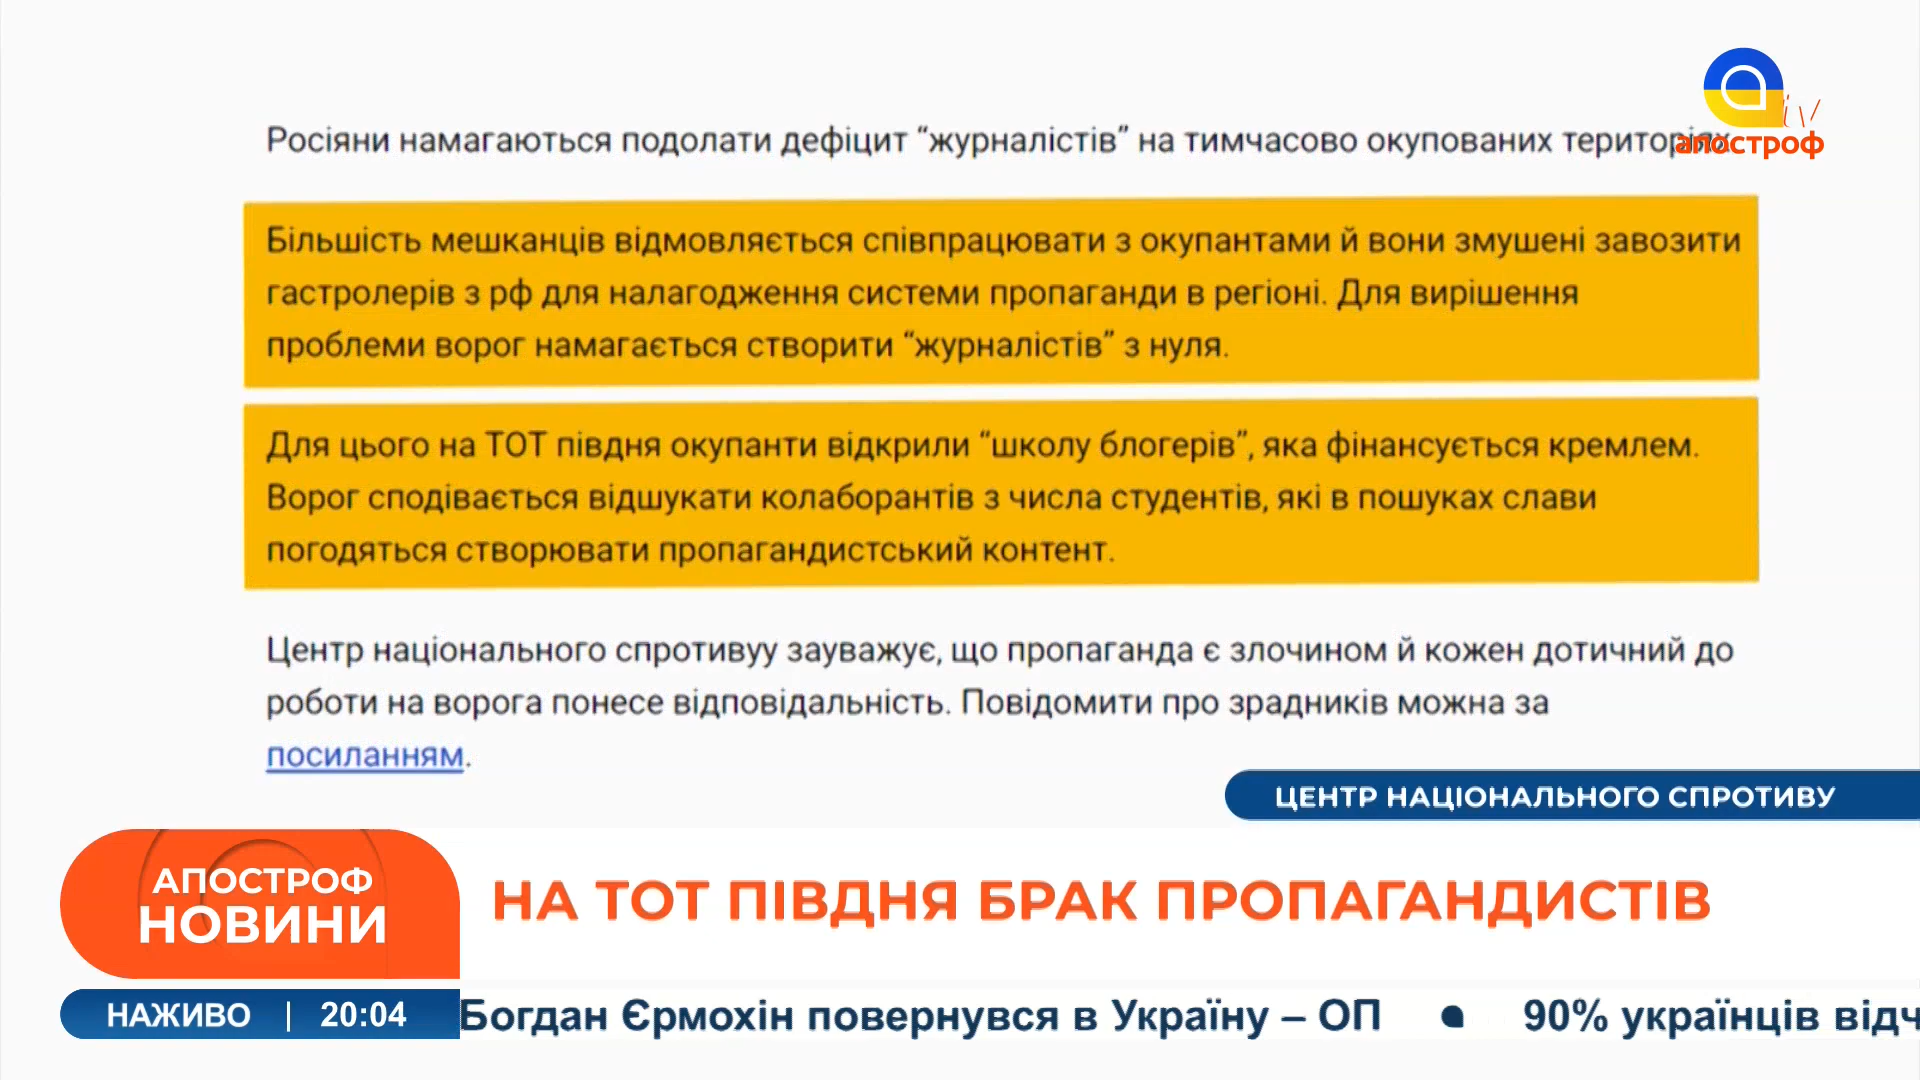 Росіяни намагаються подолати дефіцит “журналістів” на тимчасово окупованих територіях
tv
апостроф
Більшість мешканців відмовляється співпрацювати з окупантами й вони змушені завозити
гастролерів з рф для налагодження системи пропаганди в регіоні. Для вирішення
проблеми ворог намагається створити “журналістів” з нуля.
Для цього на ТОТ півдня окупанти відкрили “школу блогерів”, яка фінансується кремлем.
Ворог сподівається відшукати колаборантів з числа студентів, які в пошуках слави
погодяться створювати пропагандистський контент.
Центр національного спротивуу зауважує, що пропаганда є злочином й кожен дотичний до
роботи на ворога понесе відповідальність. Повідомити про зрадників можна за
посиланням.
ЦЕНТР НАЦІОНАЛЬНОГО СПРОТИВУ
АПОСТРОФ
НОВИНИ
НА ТОТ ПІВДНЯ БРАК ПРОПАГАНДИСТІВ
НАЖИВО | 20:04
Богдан Єрмохін повернувся в Україну – ОП ● 90% українців відч